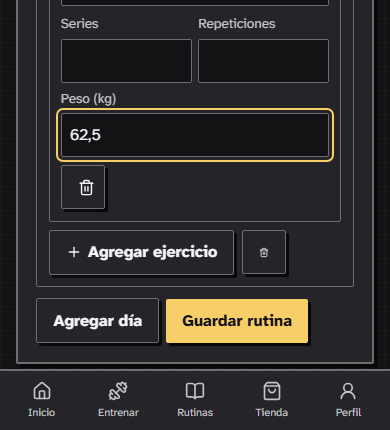 Series
Repeticiones
Peso (kg)
62,5
+ Agregar ejercicio
Agregar día
Guardar rutina
Inicio
Entrenar
Rutinas
Tienda
Perfil